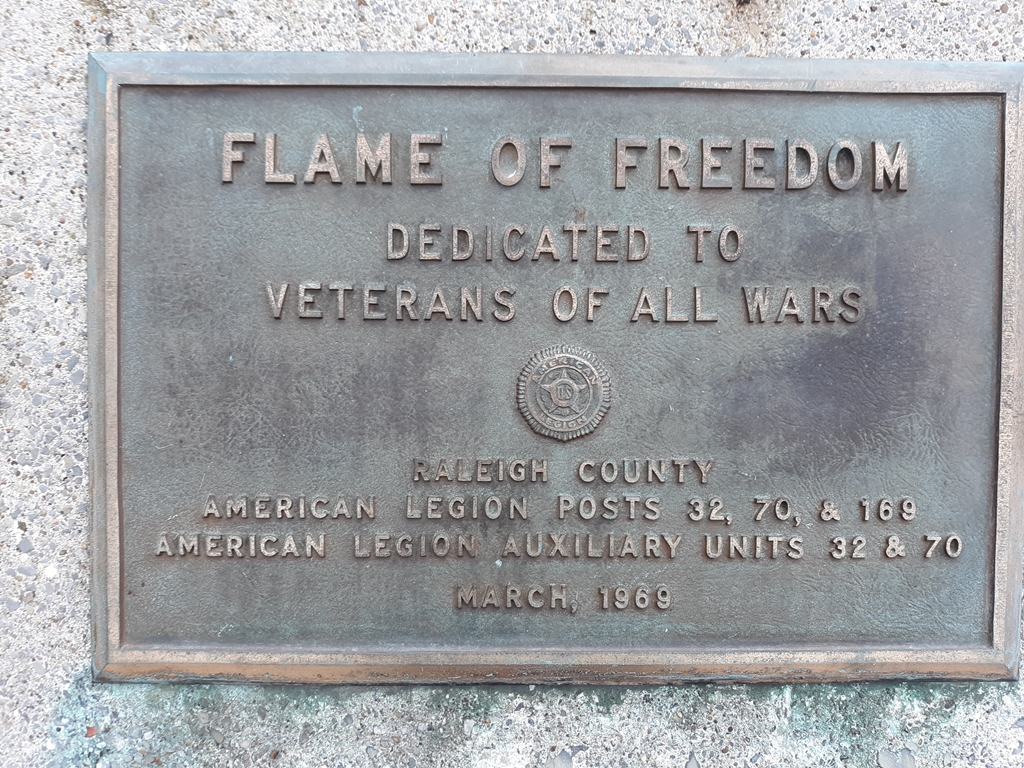 FLAME OF FREEDOM
DEDICATED TO
VETERANS OF ALL WARS
AMERICAN
US
LEGION
RALEIGH COUNTY
AMERICAN LEGION POSTS 32, 70, & 169
AMERICAN LEGION AUXILIARY UNITS 32 & 70
MARCH, 1969